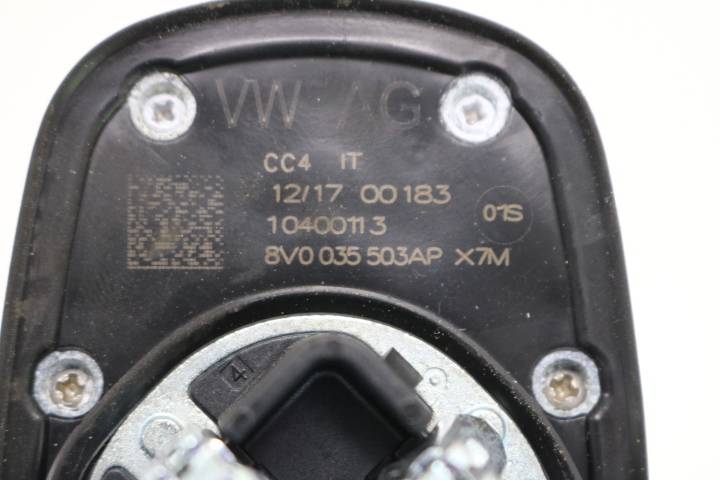 VW AG
CC4 IT
12/17 00183
10400113
01S
8V0 035 503AP X7M
4